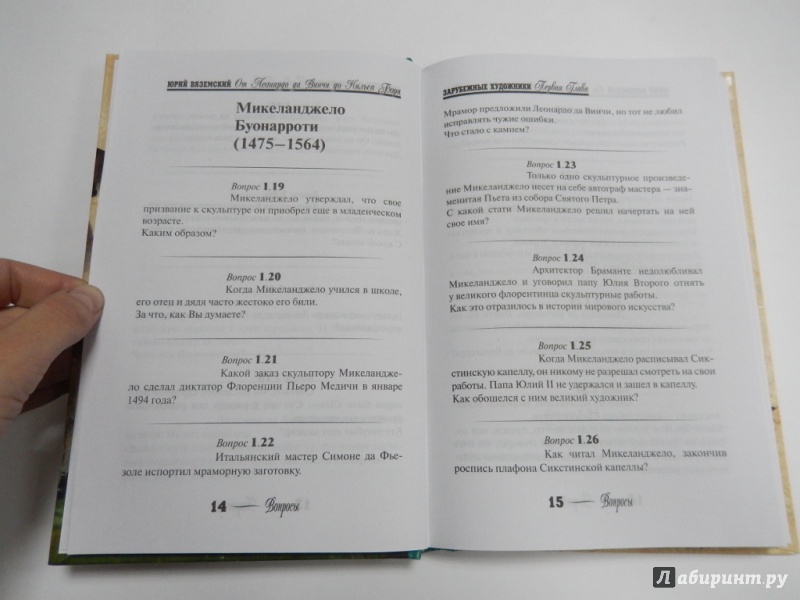 ЮРИЙ ВЯЗЕМСКИЙ От Леонардо да Винчи до Нильса Бора
Микеланджело
Буонарроти
(1475—1564)
Вопрос 1.19
Микеланджело утверждал, что свое
призвание к скульптуре он приобрел еще в младенческом
возрасте.
Каким образом?
Вопрос 1.20
Когда Микеланджело учился в школе,
его отец и дядя часто жестоко его били.
За что, как Вы думаете?
Вопрос 1.21
Какой заказ скульптору Микеландже-
ло сделал диктатор Флоренции Пьеро Медичи в январе
1494 года?
Вопрос 1.22
Итальянский мастер Симоне да Фье-
золе испортил мраморную заготовку.
14 — Вопросы
ЗАРУБЕЖНЫЕ ХУДОЖНИКИ Первая Глава
Мрамор предложили Леонардо да Винчи, но тот не любил
исправлять чужие ошибки.
Что стало с камнем?
Вопрос 1.23
Только одно скульптурное произведе-
ние Микеланджело несет на себе автограф мастера — зна-
менитая Пьета из собора Святого Петра.
С какой стати Микеланджело решил начертать на ней
свое имя?
Вопрос 1.24
Архитектор Браманте недолюбливал
Микеланджело и уговорил папу Юлия Второго отнять
у великого флорентинца скульптурные работы.
Как это отразилось в истории мирового искусства?
Вопрос 1.25
Когда Микеланджело расписывал Сик-
стинскую капеллу, он никому не разрешал смотреть на свои
работы. Папа Юлий II не удержался и зашел в капеллу.
Как обошелся с ним великий художник?
Вопрос 1.26
Как читал Микеланджело, закончив
роспись плафона Сикстинской капеллы?
15 — Вопросы
Лабиринт.ру